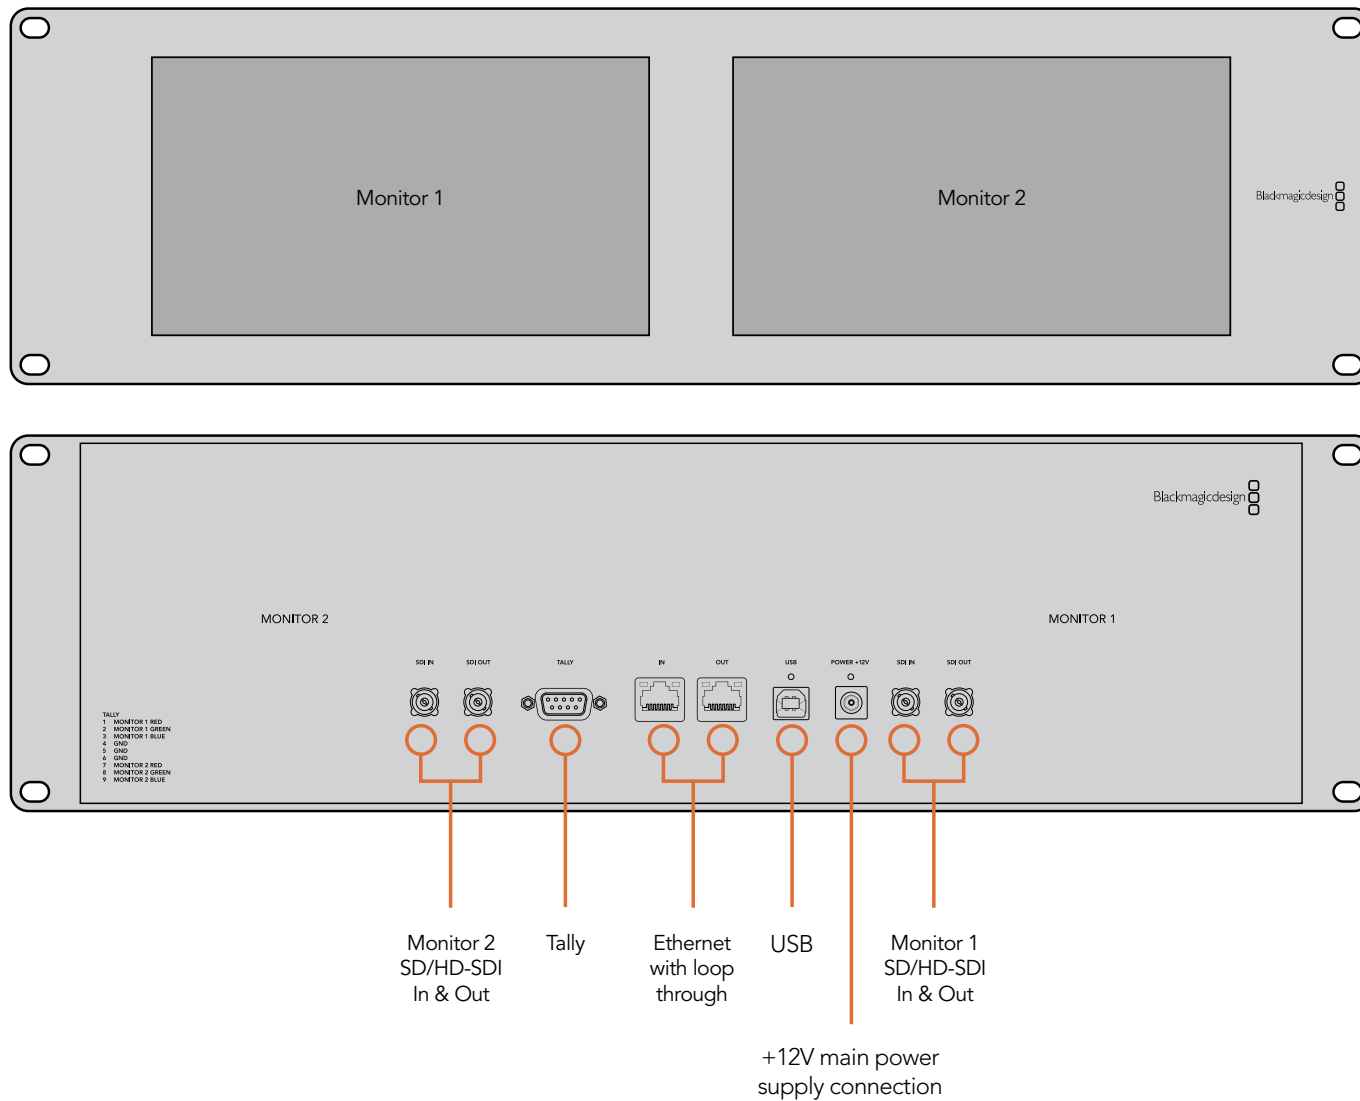 Monitor 1
Monitor 2
Blackmagicdesign
Blackmagicdesign
MONITOR 2
MONITOR 1
SDI IN
SDI OUT
TALLY
IN
OUT
USB
POWER +12V
SDI IN
SDI OUT
TALLY
1 MONITOR 1 RED
2 MONITOR 1 GREEN
3 MONITOR 1 BLUE
4 GND
5 GND
6 GND
7 MONITOR 2 RED
8 MONITOR 2 GREEN
9 MONITOR 2 BLUE
Monitor 2
SD/HD-SDI
In & Out
Tally
Ethernet
with loop
through
USB
Monitor 1
SD/HD-SDI
In & Out
+12V main power
supply connection